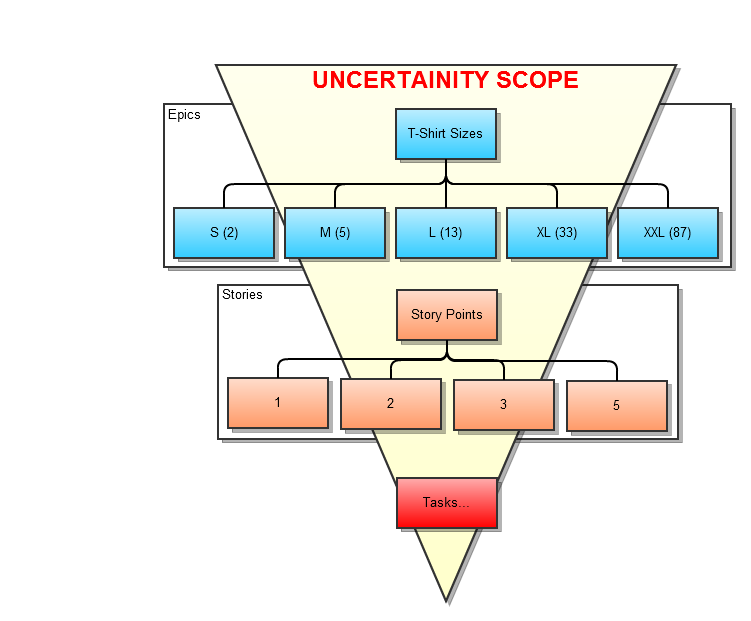 UNCERTAINITY SCOPE
Epics
T-Shirt Sizes
S (2)
M (5)
L (13)
XL (33)
XXL (87)
Stories
Story Points
1
2
3
5
Tasks...